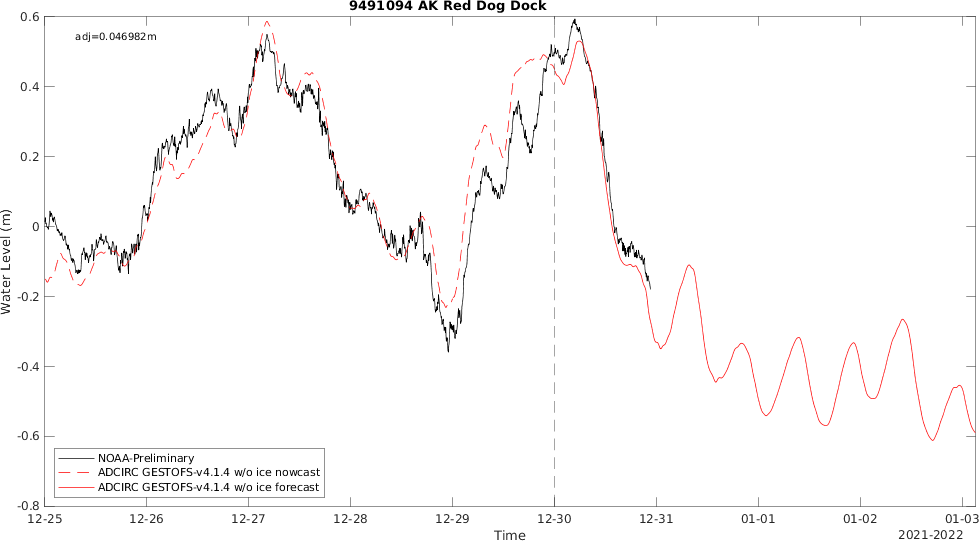 9491094 AK Red Dog Dock
adj=0.046982m
0.6
0.4
0.2
0
-0.2
-0.4
-0.6
-0.8
Water Level (m)
NOAA-Preliminary
ADCIRC GESTOFS-v4.1.4 w/o ice nowcast
ADCIRC GESTOFS-v4.1.4 w/o ice forecast
12-25 12-26 12-27 12-28 12-29 12-30 12-31 01-01 01-02 01-03
Time
2021-2022